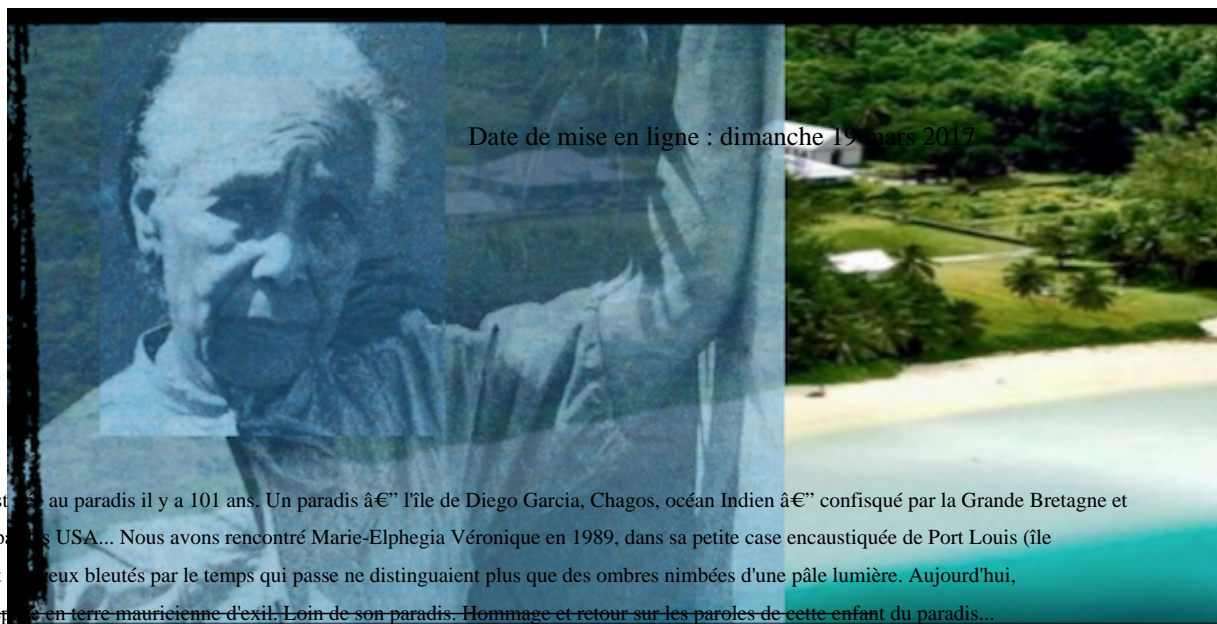 Date de mise en ligne : dimanche 19 mars 2017
au paradis il y a 101 ans. Un paradis â€” l'île de Diego Garcia, Chagos, océan Indien â€” confisqué par la Grande Bretagne et
USA... Nous avons rencontré Marie-Elphegia Véronique en 1989, dans sa petite case encaustiquée de Port Louis (île
bleutés par le temps qui passe ne distinguaient plus que des ombres nimbées d'une pâle lumière. Aujourd'hui,
en terre mauricienne d'exil. Loin de son paradis. Hommage et retour sur les paroles de cette enfant du paradis...